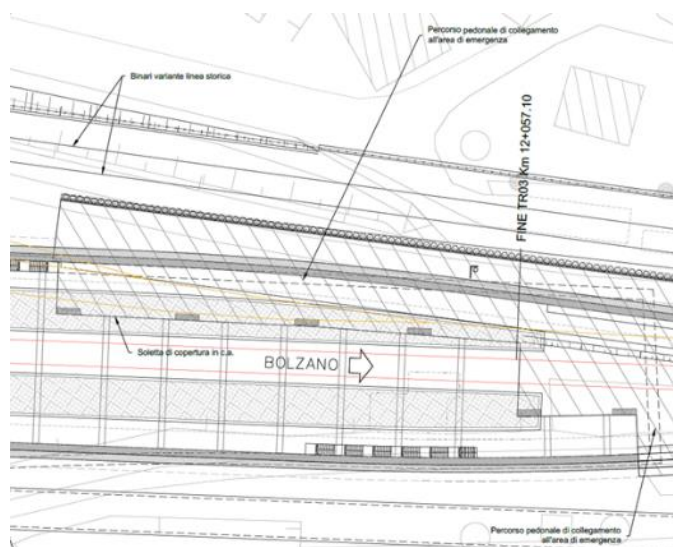 Percorso pedonale di collegamento
all'area di emergenza
Binari variante linea storica
FINE TR03 Km 12+057.10
Soletta di copertura in c.a.
BOLZANO
Percorso pedonale di collegamento
all'area di emergenza